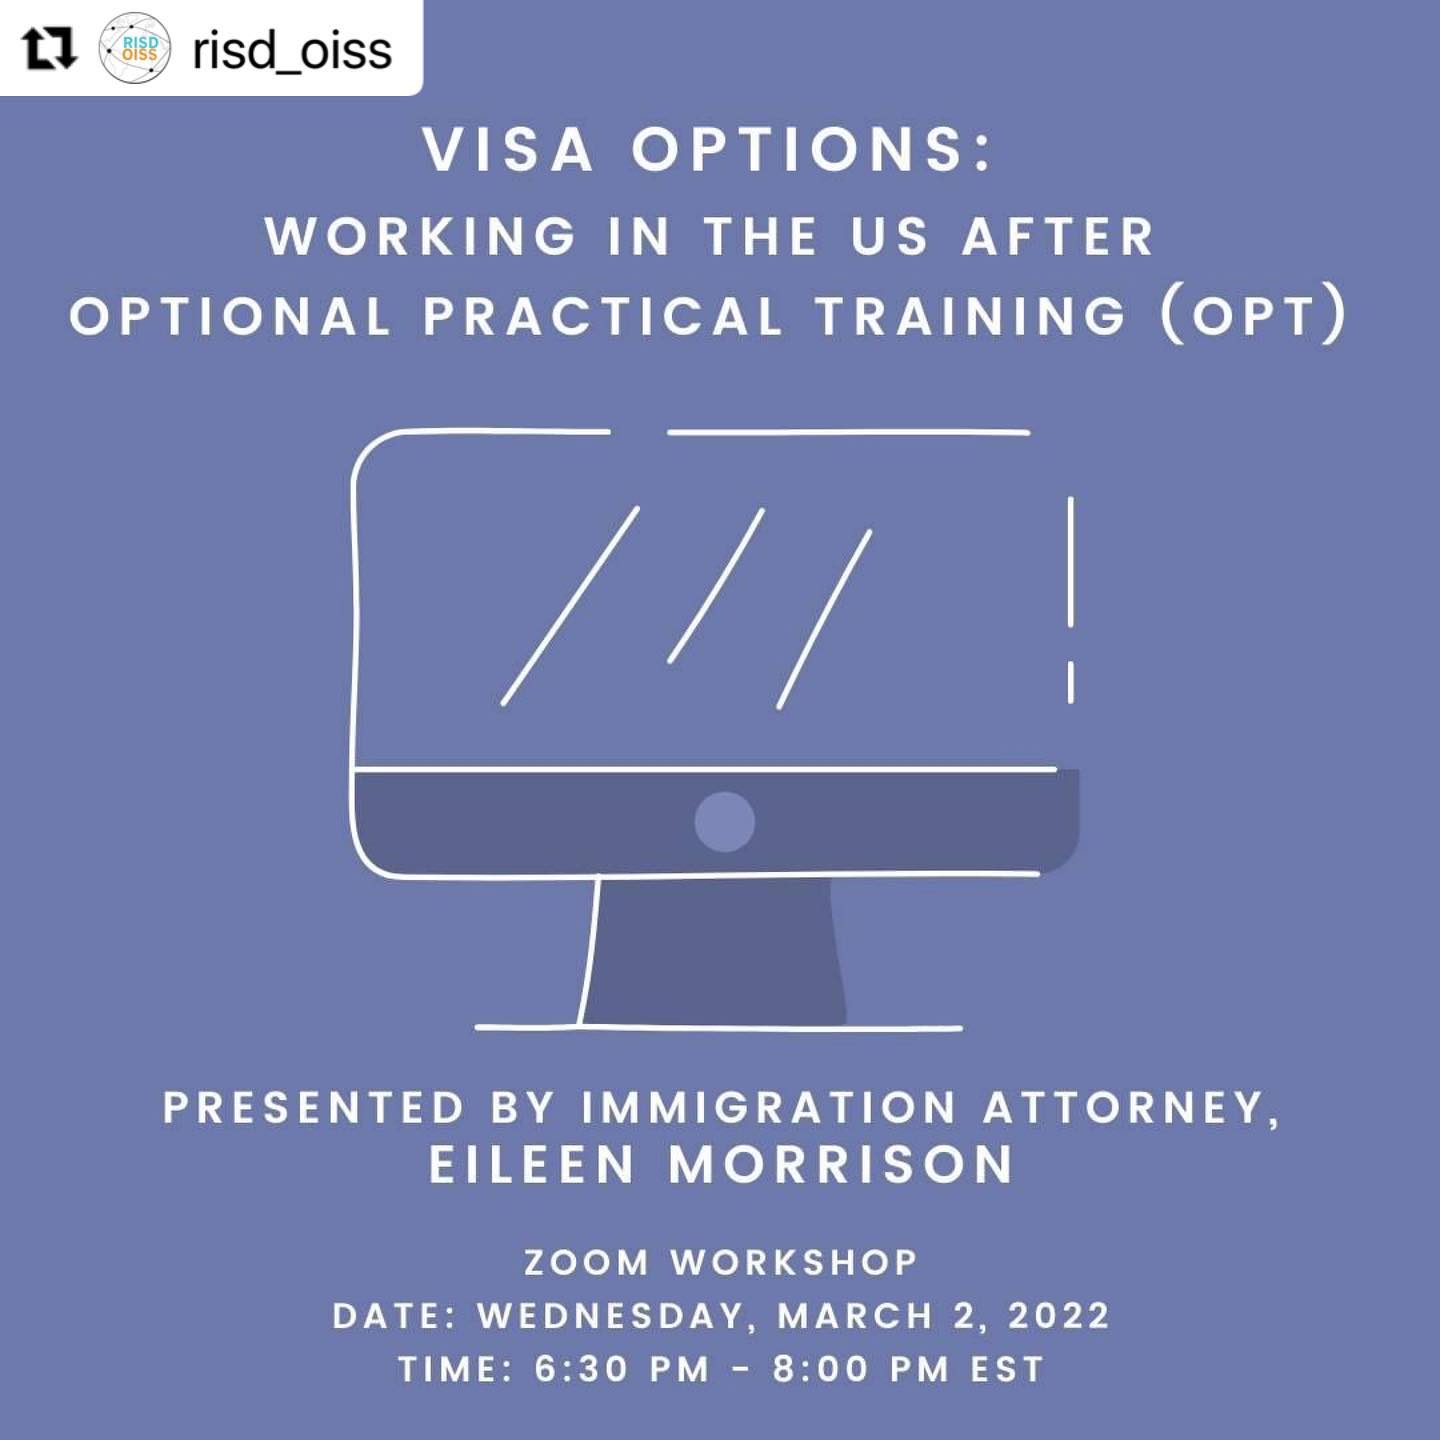 RISD
OISS
risd_oiss
VISA OPTIONS:
WORKING IN THE US AFTER
OPTIONAL PRACTICAL TRAINING (OPT)
PRESENTED BY IMMIGRATION ATTORNEY,
EILEEN MORRISON
ZOOM WORKSHOP
DATE: WEDNESDAY, MARCH 2, 2022
TIME: 6:30 PM - 8:00 PM EST